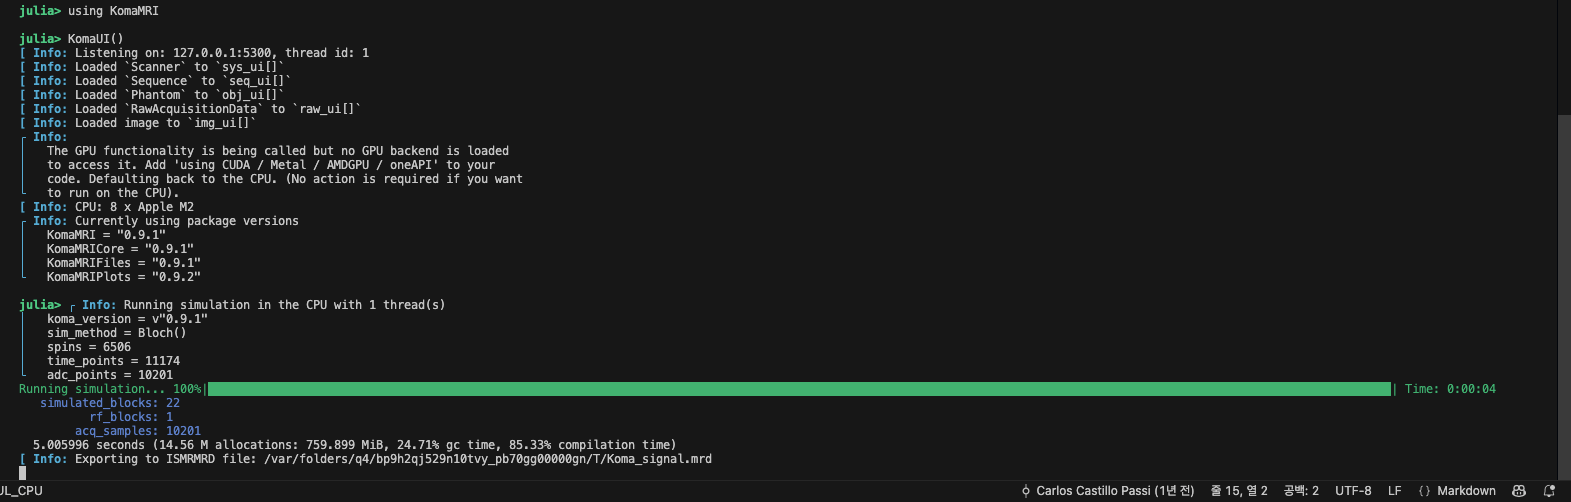 julia> using KomaMRI
julia> KomaUI()
[ Info: Listening on: 127.0.0.1:5300, thread id: 1
[ Info: Loaded `Scanner` to `sys_ui[]`
[ Info: Loaded `Sequence` to `seq_ui[]`
[ Info: Loaded `Phantom` to `obj_ui[]`
[ Info: Loaded `RawAcquisitionData` to `raw_ui[]`
[ Info: Loaded image to `img_ui[]`
┌ Info:
│ The GPU functionality is being called but no GPU backend is loaded
│ to access it. Add 'using CUDA / Metal / AMDGPU / oneAPI' to your
│ code. Defaulting back to the CPU. (No action is required if you want
└ to run on the CPU).
[ Info: CPU: 8 x Apple M2
┌ Info: Currently using package versions
│ KomaMRI = "0.9.1"
│ KomaMRICore = "0.9.1"
│ KomaMRIFiles = "0.9.1"
└ KomaMRIPlots = "0.9.2"
julia> ┌ Info: Running simulation in the CPU with 1 thread(s)
│ koma_version = v"0.9.1"
│ sim_method = Bloch()
│ spins = 6506
│ time_points = 11174
└ adc_points = 10201
Running simulation... 100%| | Time: 0:00:04
simulated_blocks: 22
rf_blocks: 1
acq_samples: 10201
5.005996 seconds (14.56 M allocations: 759.899 MiB, 24.71% gc time, 85.33% compilation time)
[ Info: Exporting to ISMRMRD file: /var/folders/q4/bp9h2qj529n10tvy_pb70gg00000gn/T/Koma_signal.mrd
UL_CPU Carlos Castillo Passi (1년 전) 줄 15, 열 2 공백: 2 UTF-8 LF {} Markdown